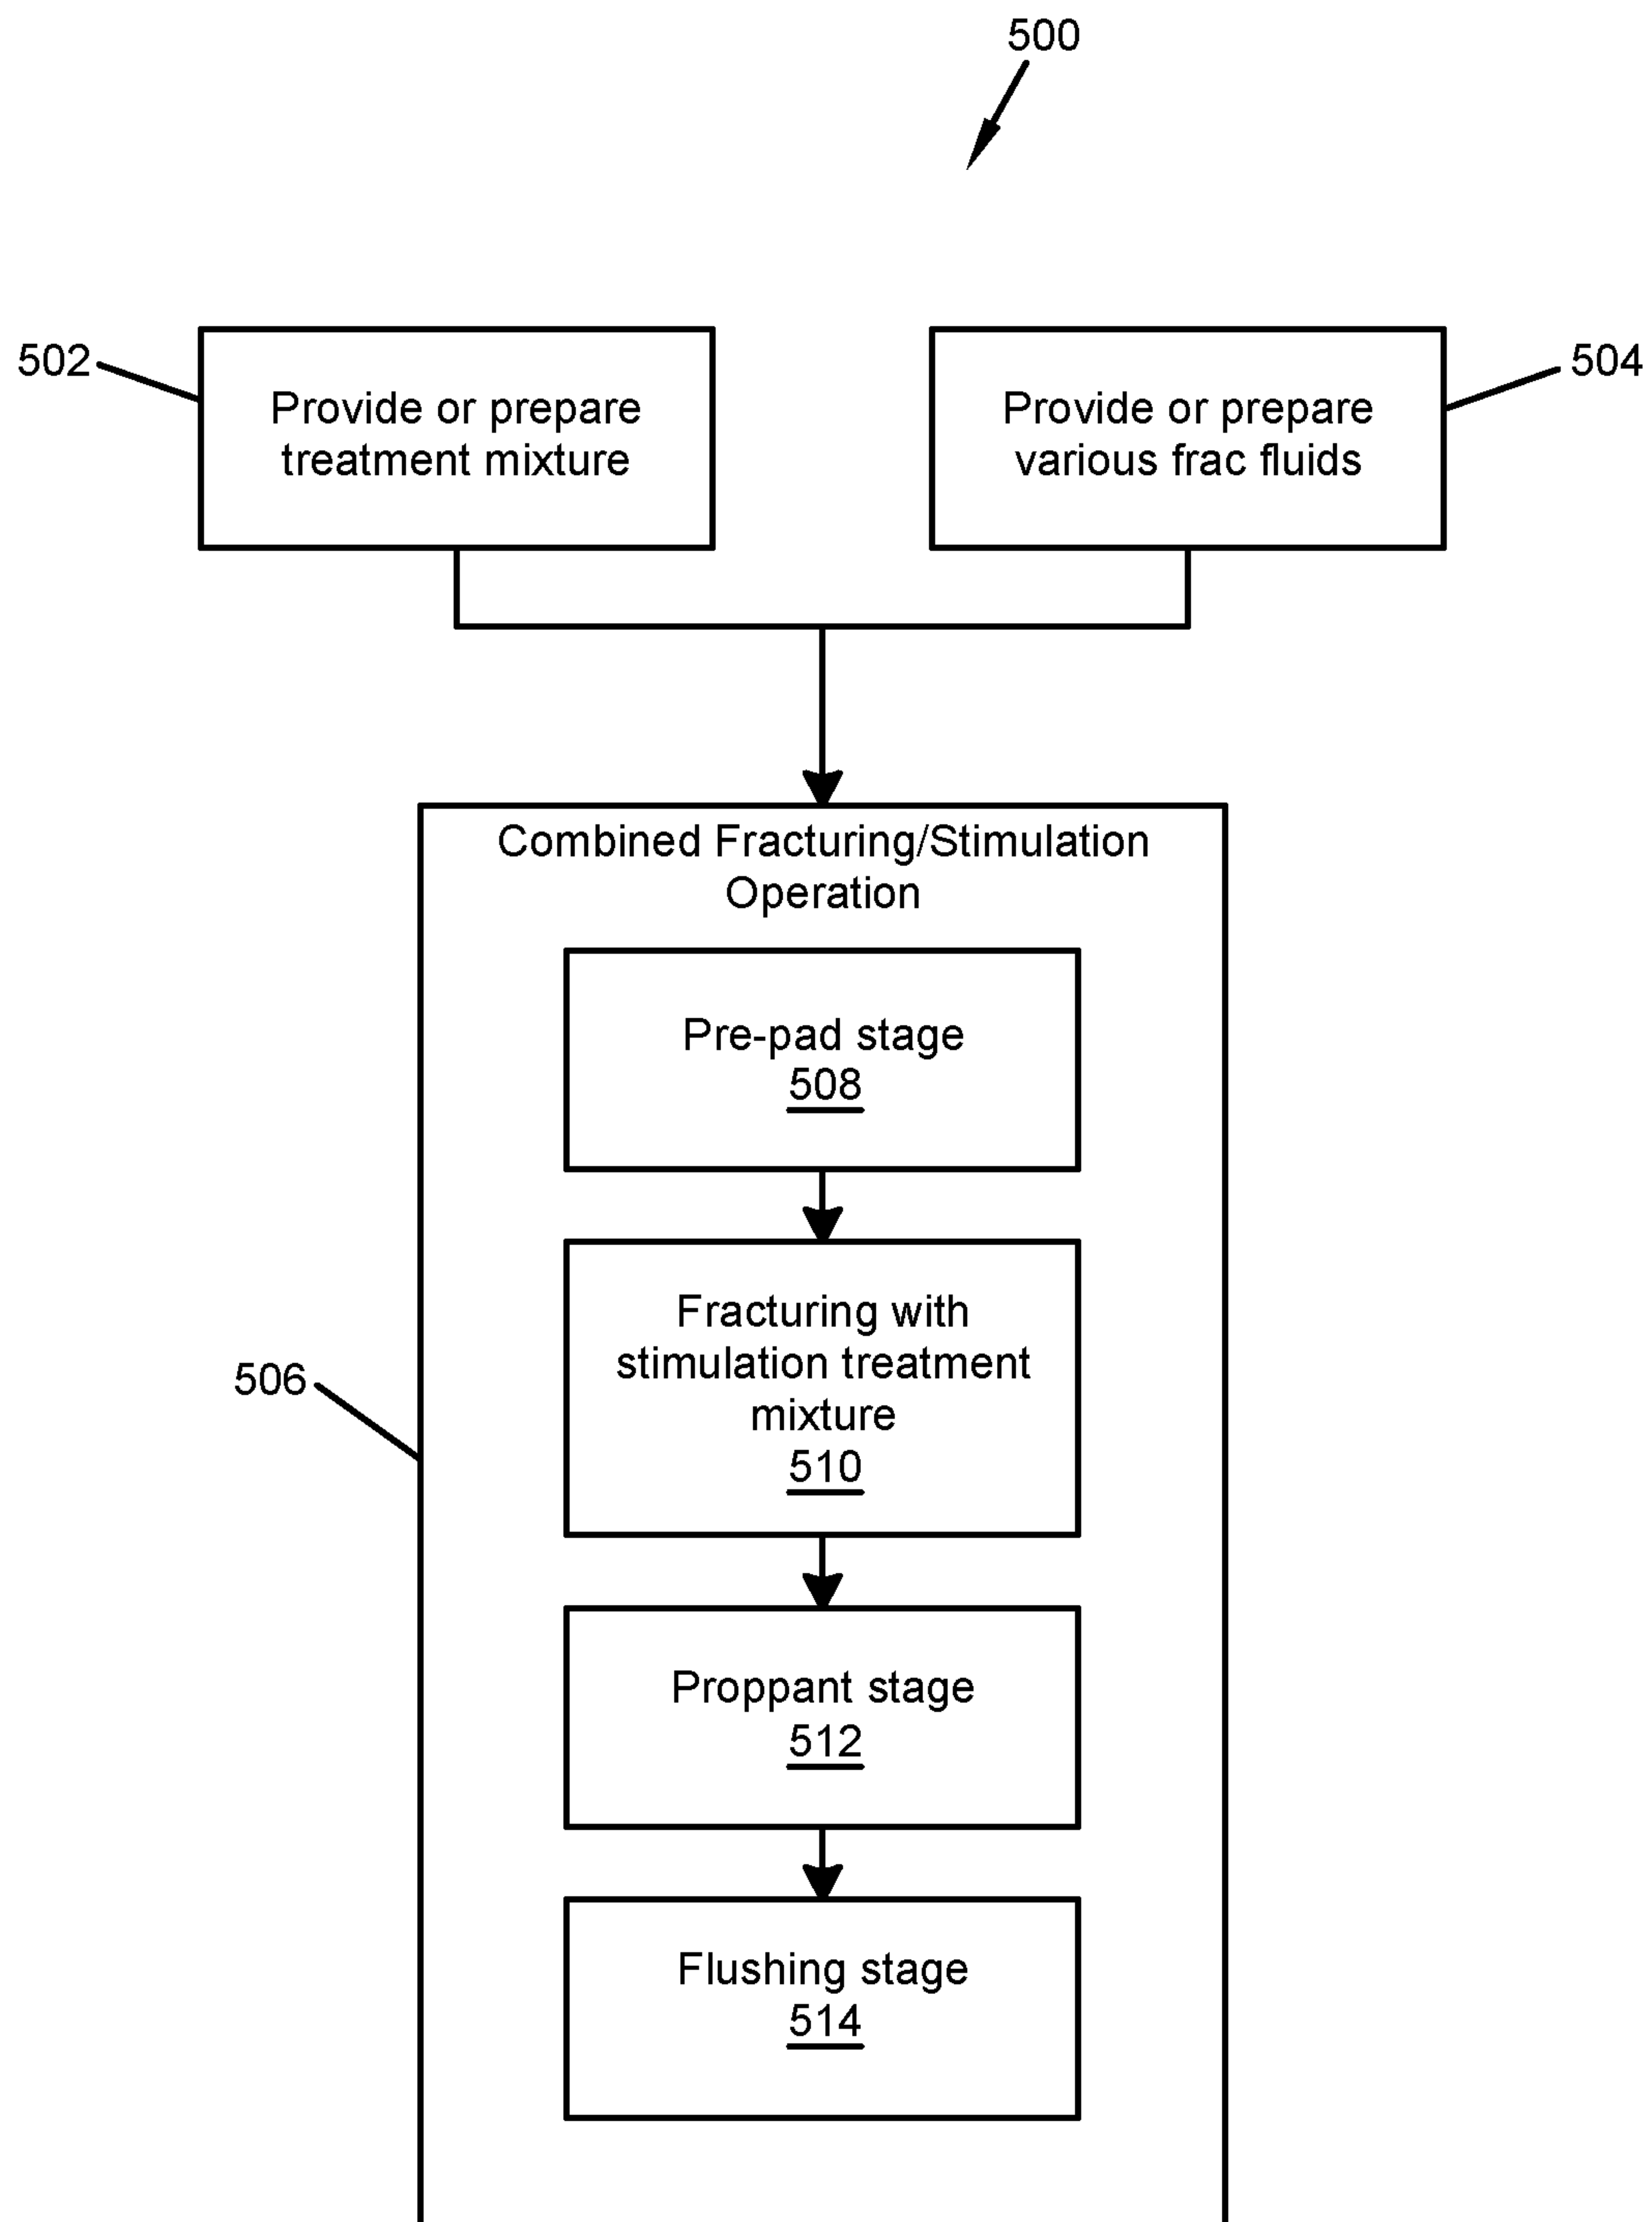 500
502
Provide or prepare
treatment mixture
Provide or prepare
various frac fluids
504
Combined Fracturing/Stimulation
Operation
Pre-pad stage
508
Fracturing with
stimulation treatment
mixture
510
506
Proppant stage
512
Flushing stage
514